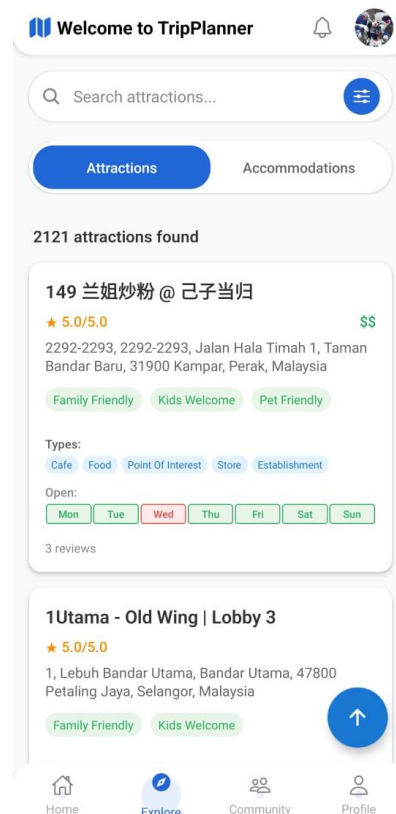 Welcome to TripPlanner
Search attractions...
Attractions
Accommodations
2121 attractions found
149 兰姐炒粉 @ 己子当归
★ 5.0/5.0
$$
2292-2293, 2292-2293, Jalan Hala Timah 1, Taman
Bandar Baru, 31900 Kampar, Perak, Malaysia
Family Friendly Kids Welcome Pet Friendly
Types:
Cafe Food Point Of Interest Store Establishment
Open:
Mon Tue Wed Thu Fri Sat Sun
3 reviews
1Utama - Old Wing | Lobby 3
★ 5.0/5.0
1, Lebuh Bandar Utama, Bandar Utama, 47800
Petaling Jaya, Selangor, Malaysia
Family Friendly Kids Welcome
Home Explore Community Profile